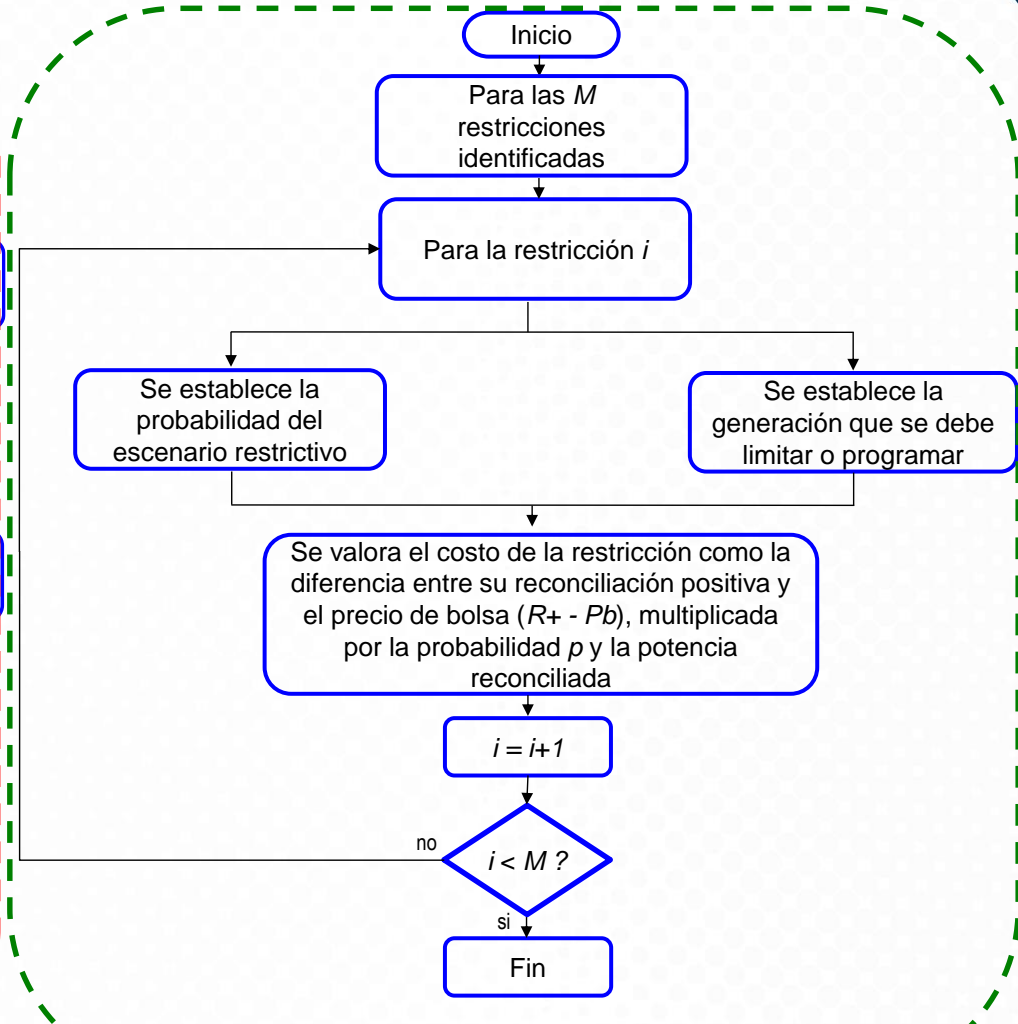 Inicio
Para las M
restricciones
identificadas
Para la restricción i
Se establece la
probabilidad del
escenario restrictivo
Se establece la
generación que se debe
limitar o programar
Se valora el costo de la restricción como la
diferencia entre su reconciliación positiva y
el precio de bolsa (R+ - Pb), multiplicada
por la probabilidad p y la potencia
reconciliada
i = i+1
no
i < M ?
si
Fin